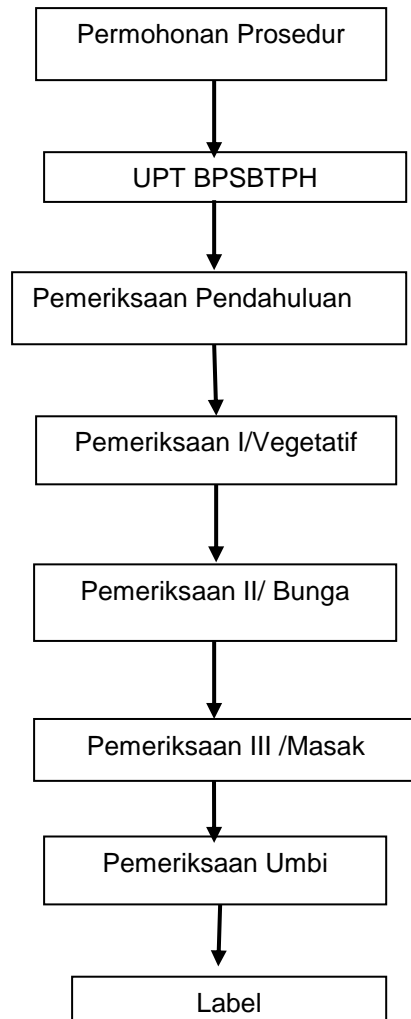 Permohonan Prosedur
UPT BPSBTPH
Pemeriksaan Pendahuluan
Pemeriksaan I/Vegetatif
Pemeriksaan II/ Bunga
Pemeriksaan III /Masak
Pemeriksaan Umbi
Label